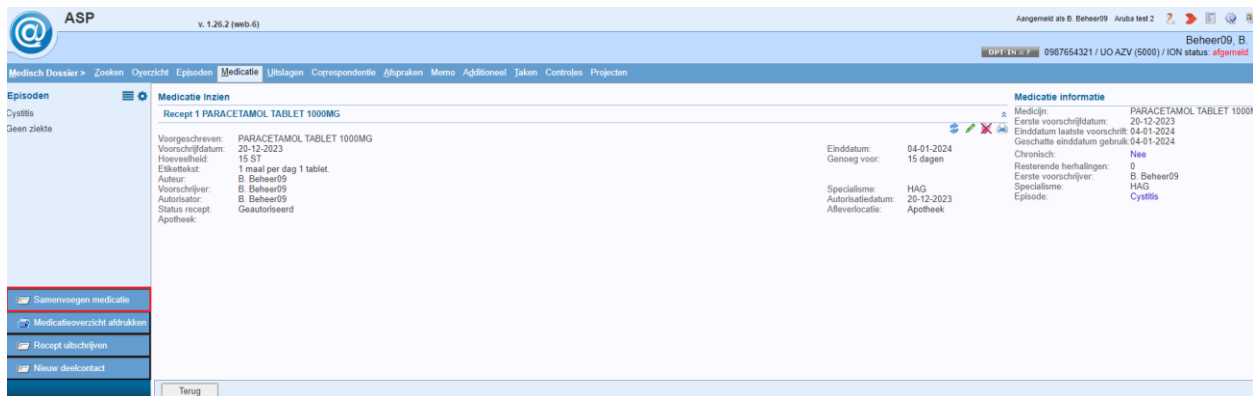 ASP
v. 1.26.2 (web-6)
Aangemeld als B. Beheer09 Aruba test 2
Beheer09, B.
OPT-IN = ? 0987654321 / UO AZV (5000) / ION status: afgemeld
Medisch Dossier > Zoeken Overzicht Episoden Medicatie Uitslagen Correspondentie Afspraken Memo Additioneel Taken Controles Projecten
Episoden
Cystitis
Geen ziekte
Samenvoegen medicatie
Medicatieoverzicht afdrukken
Recept uitschrijven
Nieuw deelcontact
Medicatie Inzien
Recept 1 PARACETAMOL TABLET 1000MG
Voorgeschreven: PARACETAMOL TABLET 1000MG
Voorschrijfdatum: 20-12-2023 Einddatum: 04-01-2024
Hoeveelheid: 15 ST Genoeg voor: 15 dagen
Etikettekst: 1 maal per dag 1 tablet.
Auteur: B. Beheer09
Voorschrijver: B. Beheer09 Specialisme: HAG
Autorisator: B. Beheer09 Autorisatiedatum: 20-12-2023
Status recept: Geautoriseerd Afleverlocatie: Apotheek
Apotheek:
Terug
Medicatie informatie
Medicijn: PARACETAMOL TABLET 1000
Eerste voorschrijfdatum: 20-12-2023
Einddatum laatste voorschrift: 04-01-2024
Geschatte einddatum gebruik: 04-01-2024
Chronisch: Nee
Resterende herhalingen: 0
Eerste voorschrijver: B. Beheer09
Specialisme: HAG
Episode: Cystitis